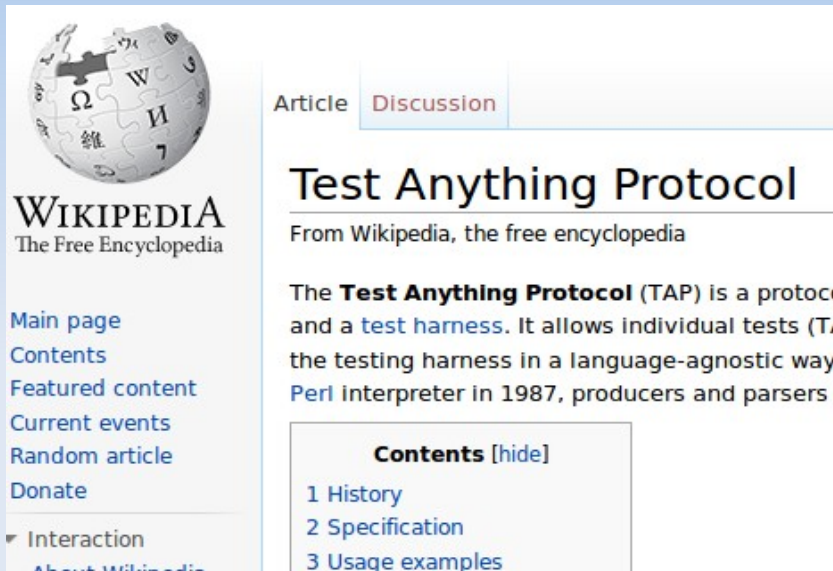 WIKIPEDIA
The Free Encyclopedia
Main page
Contents
Featured content
Current events
Random article
Donate
Interaction
About Wikipedia
Article Discussion
Test Anything Protocol
From Wikipedia, the free encyclopedia
The Test Anything Protocol (TAP) is a
and a test harness. It allows individual tests
the testing harness in a language-agnostic way
Perl interpreter in 1987, producers and parsers
Contents [hide]
1 History
2 Specification
3 Usage examples